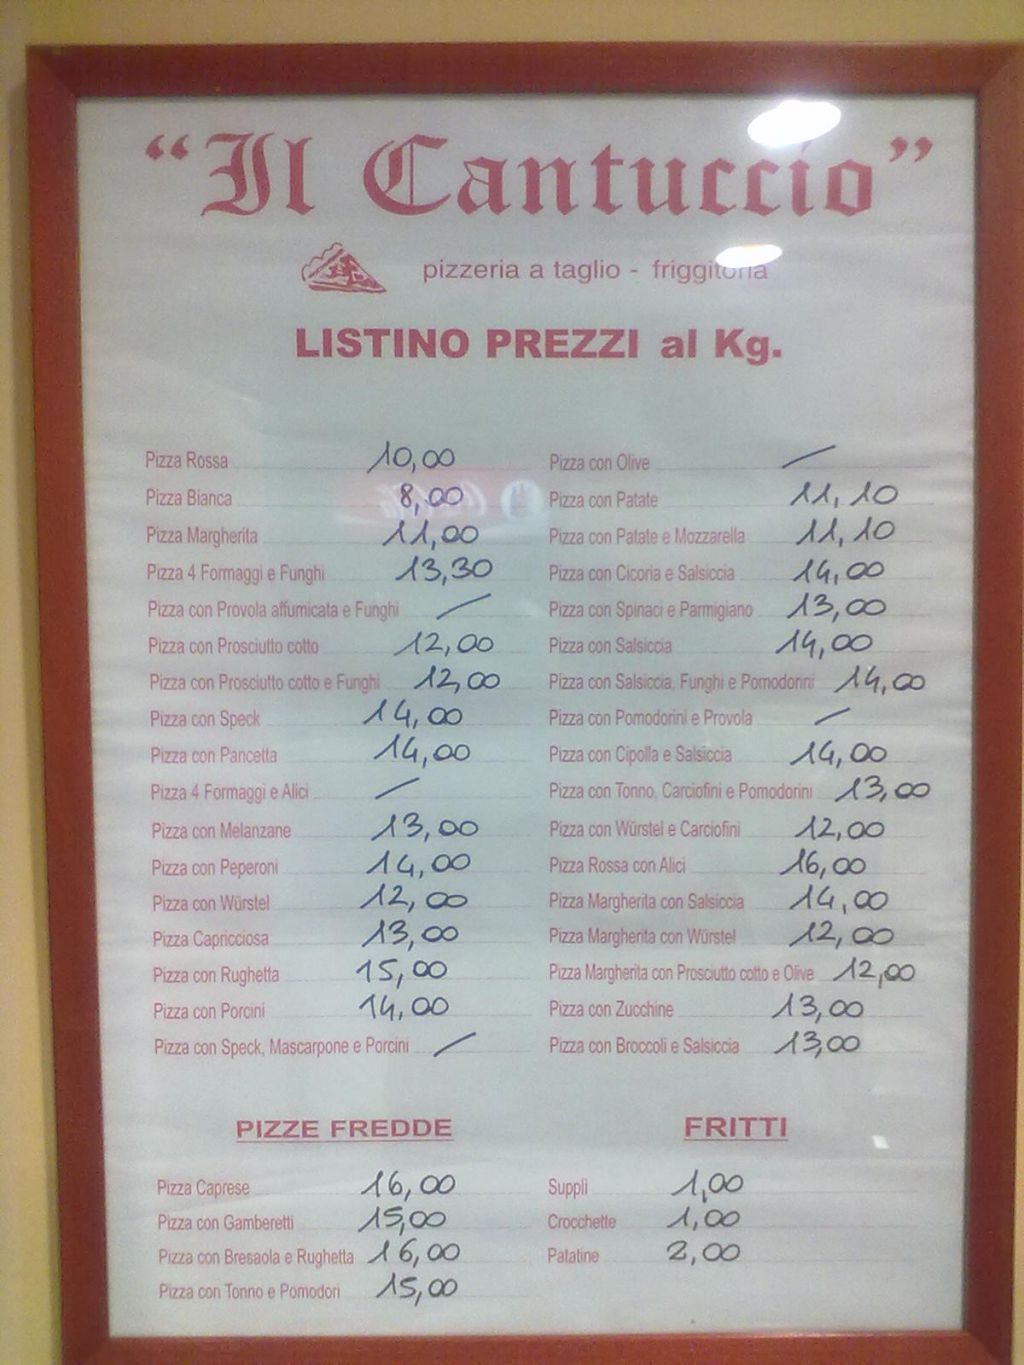 "Il Cantuccio"
pizzeria a taglio - friggitoria
LISTINO PREZZI al Kg.
Pizza Rossa 10,00
Pizza Bianca 8,00
Pizza Margherita 11,00
Pizza 4 Formaggi e Funghi 13,30
Pizza con Provola affumicata e Funghi /
Pizza con Prosciutto cotto 12,00
Pizza con Prosciutto cotto e Funghi 12,00
Pizza con Speck 14,00
Pizza con Pancetta 14,00
Pizza 4 Formaggi e Alici /
Pizza con Melanzane 13,00
Pizza con Peperoni 14,00
Pizza con Würstel 12,00
Pizza Capricciosa 13,00
Pizza con Rughetta 15,00
Pizza con Porcini 14,00
Pizza con Speck, Mascarpone e Porcini /
Pizza con Olive /
Pizza con Patate 11,10
Pizza con Patate e Mozzarella 11,10
Pizza con Cicoria e Salsiccia 14,00
Pizza con Spinaci e Parmigiano 13,00
Pizza con Salsiccia 14,00
Pizza con Salsiccia, Funghi e Pomodorini 14,00
Pizza con Pomodorini e Provola /
Pizza con Cipolla e Salsiccia 14,00
Pizza con Tonno, Carciofini e Pomodorini 13,00
Pizza con Würstel e Carciofini 12,00
Pizza Rossa con Alici 16,00
Pizza Margherita con Salsiccia 14,00
Pizza Margherita con Würstel 12,00
Pizza Margherita con Prosciutto cotto e Olive 12,00
Pizza con Zucchine 13,00
Pizza con Broccoli e Salsiccia 13,00
PIZZE FREDDE
Pizza Caprese 16,00
Pizza con Gamberetti 15,00
Pizza con Bresaola e Rughetta 16,00
Pizza con Tonno e Pomodori 15,00
FRITTI
Supplì 1,00
Crocchette 1,00
Patatine 2,00